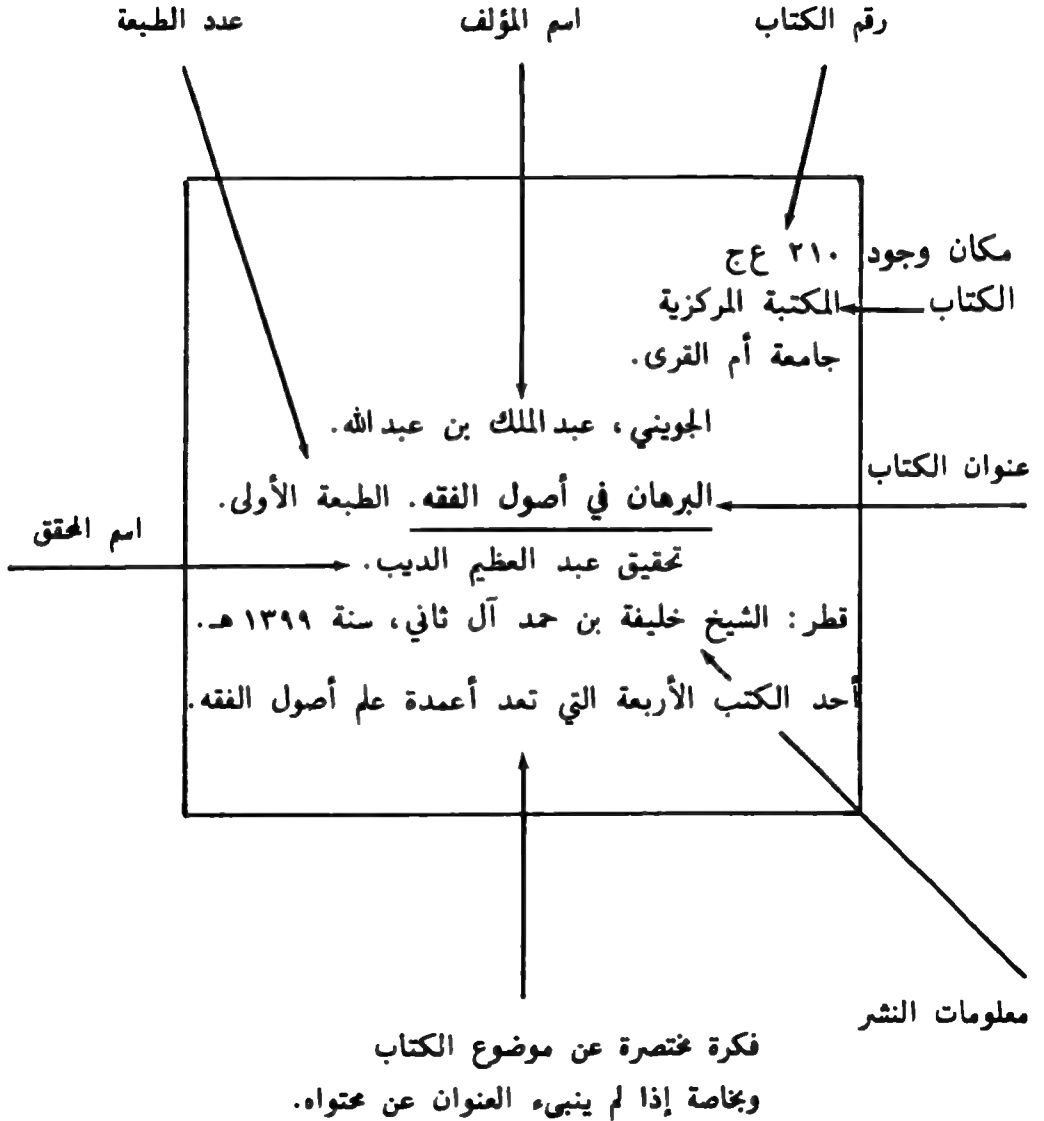 رقم الكتاب
اسم المؤلف
عدد الطبعة
مكان وجود
الكتاب
٢١٠ ع ج
المكتبة المركزية
جامعة أم القرى.
الجويني، عبد الملك بن عبد الله.
عنوان الكتاب
البرهان في أصول الفقه. الطبعة الأولى.
اسم المحقق
تحقيق عبد العظيم الديب.
قطر: الشيخ خليفة بن حمد آل ثاني، سنة ١٣٩٩ هـ.
أحد الكتب الأربعة التي تعد أعمدة علم أصول الفقه.
معلومات النشر
فكرة مختصرة عن موضوع الكتاب
وبخاصة إذا لم ينبىء العنوان عن محتواه.